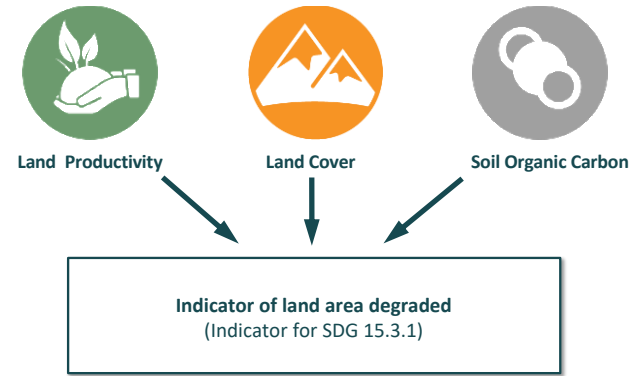 Land Productivity
Land Cover
Soil Organic Carbon
Indicator of land area degraded
(Indicator for SDG 15.3.1)